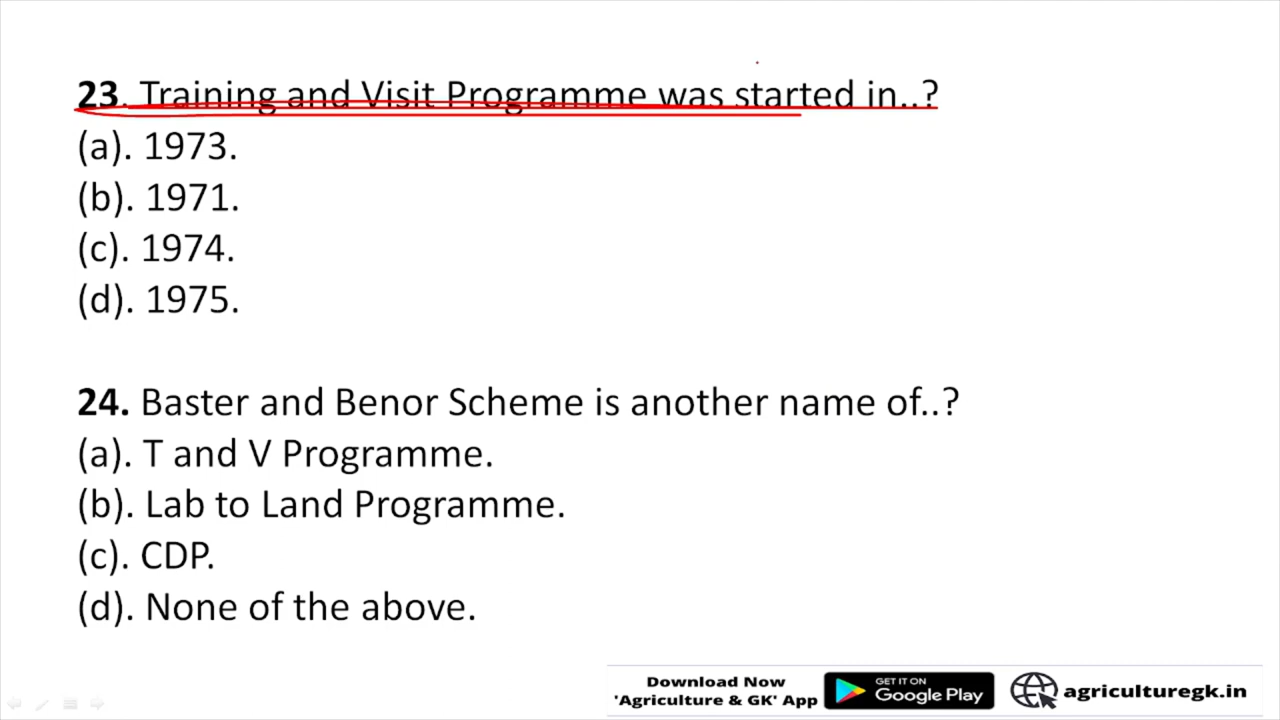 23. Training and Visit Programme was started in..?
(a). 1973.
(b). 1971.
(c). 1974.
(d). 1975.
24. Baster and Benor Scheme is another name of..?
(a). T and V Programme.
(b). Lab to Land Programme.
(c). CDP.
(d). None of the above.
Download Now
'Agriculture & GK' App
GET IT ON
Google Play
agriculturegk.in